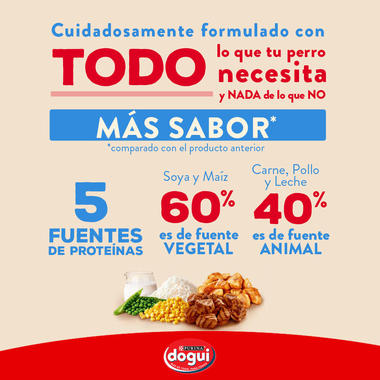 Cuidadosamente formulado con
TODO
lo que tu perro
necesita
y NADA de lo que NO
MÁS SABOR*
*comparado con el producto anterior
5
FUENTES
DE PROTEÍNAS
Soya y Maíz
60%
es de fuente
VEGETAL
Carne, Pollo
y Leche
40%
es de fuente
ANIMAL
PURINA
dogui